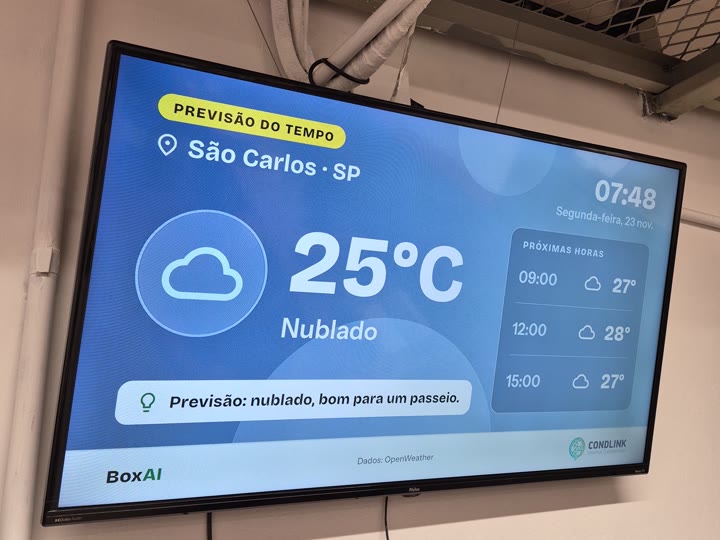 PREVISÃO DO TEMPO
São Carlos · SP
07:48
Segunda-feira, 23 nov.
25°C
Nublado
PRÓXIMAS HORAS
09:00 27°
12:00 28°
15:00 27°
Previsão: nublado, bom para um passeio.
BoxAI
Dados: OpenWeather
CONDLINK